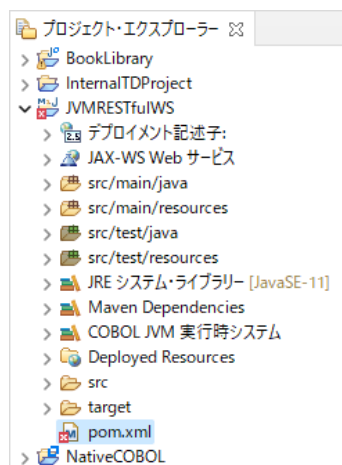 プロジェクト・エクスプローラー
BookLibrary
InternalTDProject
JVMRESTfulWS
デプロイメント記述子:
JAX-WS Web サービス
src/main/java
src/main/resources
src/test/java
src/test/resources
JRE システム・ライブラリー [JavaSE-11]
Maven Dependencies
COBOL JVM 実行時システム
Deployed Resources
src
target
pom.xml
NativeCOBOL